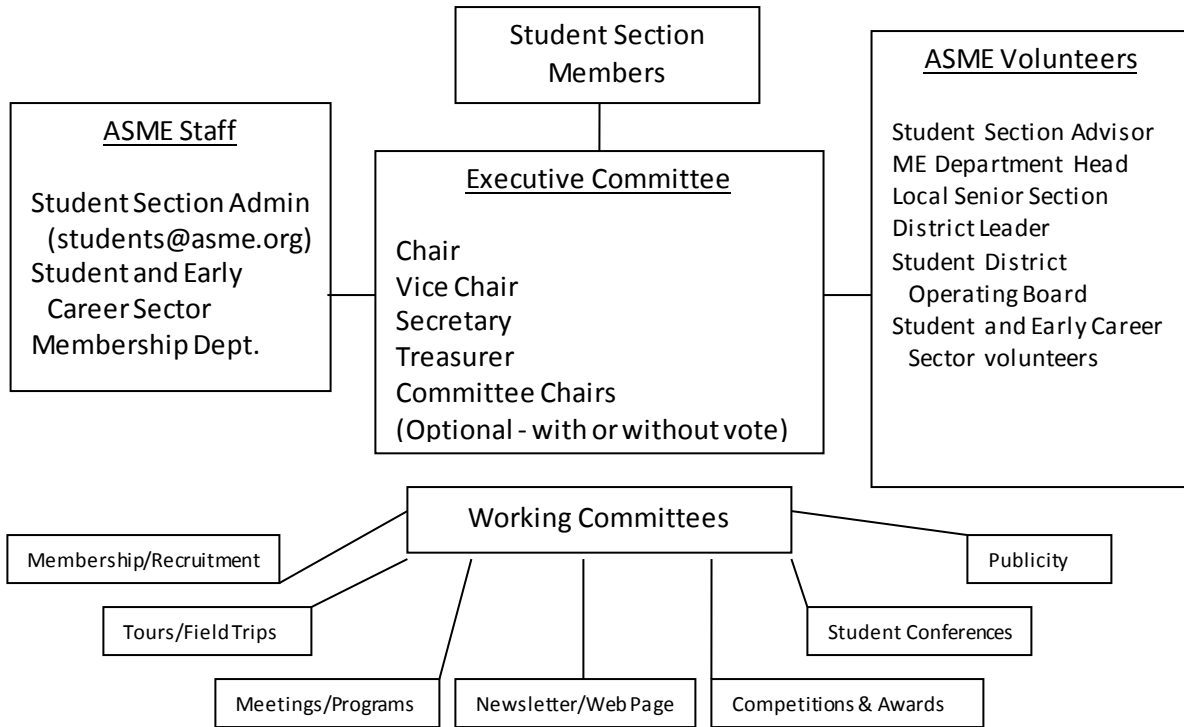 Student Section
Members
ASME Staff
Student Section Admin
(students@asme.org)
Student and Early
Career Sector
Membership Dept.
Executive Committee
Chair
Vice Chair
Secretary
Treasurer
Committee Chairs
(Optional - with or without vote)
ASME Volunteers
Student Section Advisor
ME Department Head
Local Senior Section
District Leader
Student District
Operating Board
Student and Early Career
Sector volunteers
Working Committees
Membership/Recruitment
Publicity
Tours/Field Trips
Student Conferences
Meetings/Programs
Newsletter/Web Page
Competitions & Awards